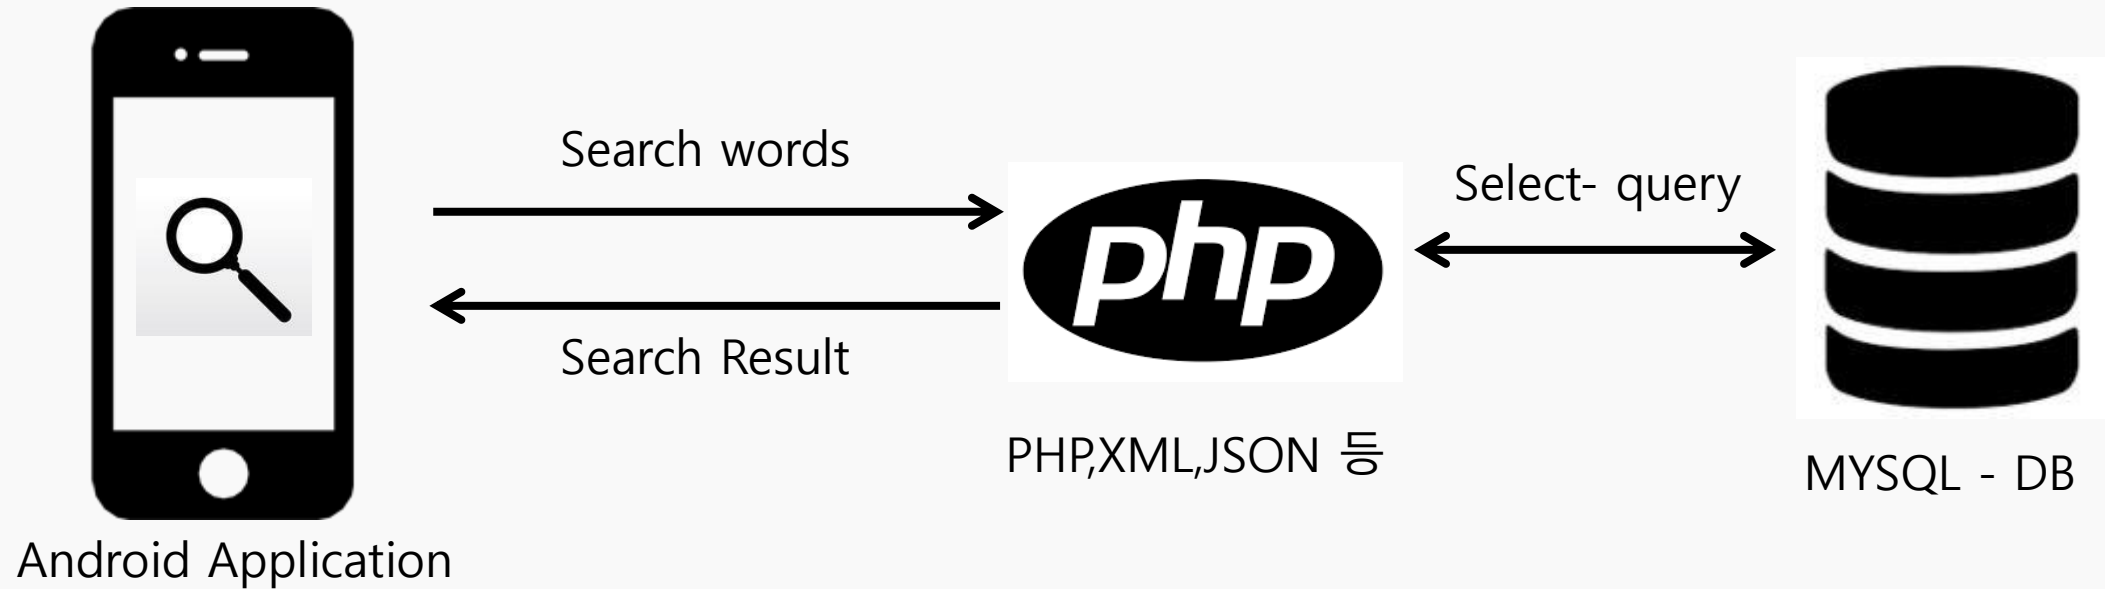 Search words
Select- query
php
Search Result
PHP,XML,JSON 등
MYSQL - DB
Android Application